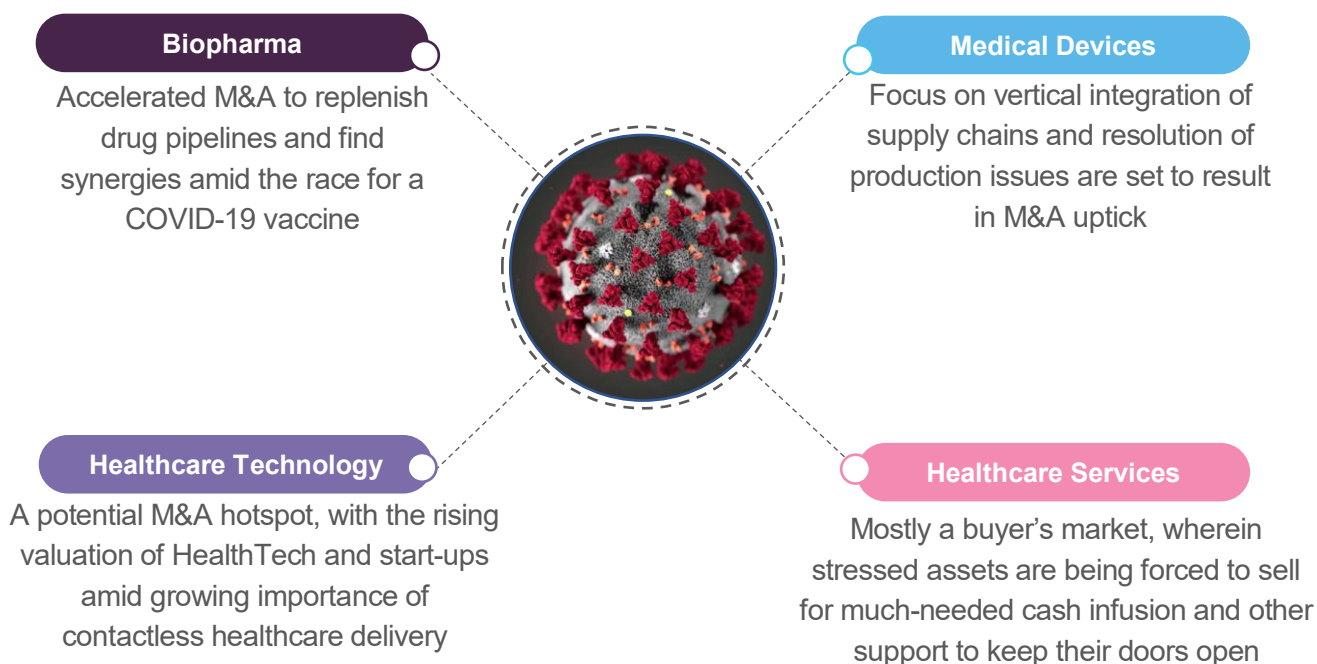 Biopharma
Accelerated M&A to replenish
drug pipelines and find
synergies amid the race for a
COVID-19 vaccine
Medical Devices
Focus on vertical integration of
supply chains and resolution of
production issues are set to result
in M&A uptick
Healthcare Technology
A potential M&A hotspot, with the rising
valuation of HealthTech and start-ups
amid growing importance of
contactless healthcare delivery
Healthcare Services
Mostly a buyer’s market, wherein
stressed assets are being forced to sell
for much-needed cash infusion and other
support to keep their doors open